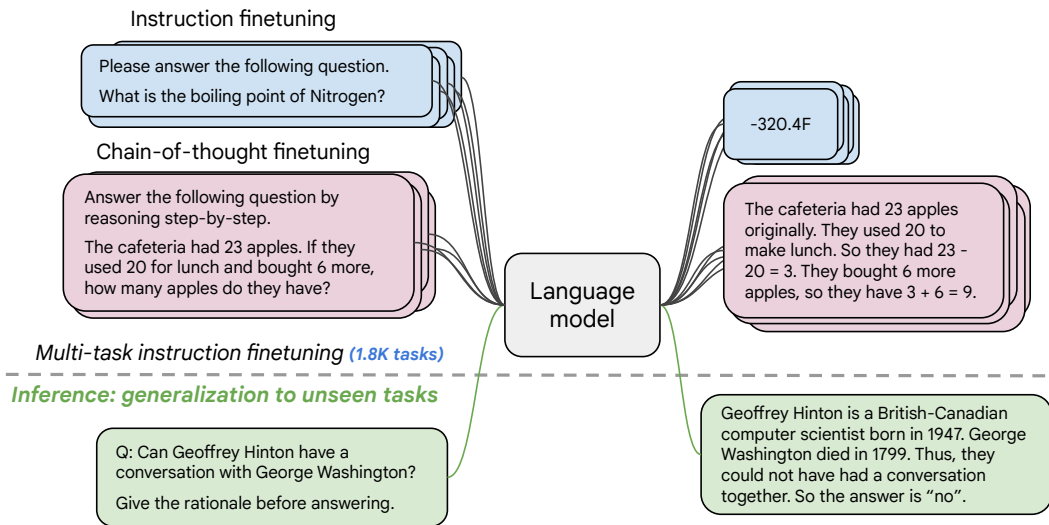 Instruction finetuning
Please answer the following question.
What is the boiling point of Nitrogen?
-320.4F
Chain-of-thought finetuning
Answer the following question by
reasoning step-by-step.
The cafeteria had 23 apples. If they
used 20 for lunch and bought 6 more,
how many apples do they have?
Language
model
The cafeteria had 23 apples
originally. They used 20 to
make lunch. So they had 23 -
20 = 3. They bought 6 more
apples, so they have 3 + 6 = 9.
Multi-task instruction finetuning (1.8K tasks)
Inference: generalization to unseen tasks
Q: Can Geoffrey Hinton have a
conversation with George Washington?
Give the rationale before answering.
Geoffrey Hinton is a British-Canadian
computer scientist born in 1947. George
Washington died in 1799. Thus, they
could not have had a conversation
together. So the answer is “no”.